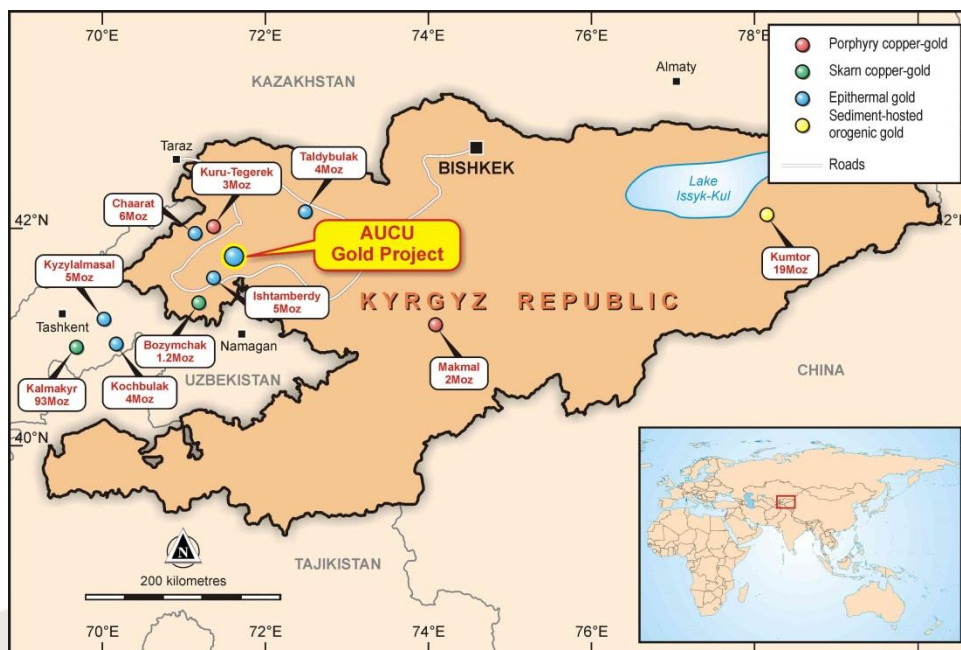 70°E
72°E
74°E
76°E
78°E
KAZAKHSTAN
Almaty
Porphyry copper-gold
Skarn copper-gold
Epithermal gold
Sediment-hosted
orogenic gold
Roads
Taraz
Kuru-Tegerek
3Moz
Taldybulak
4Moz
BISHKEK
Lake
Issyk-Kul
42°N
42°N
Chaarat
6Moz
AUCU
Gold Project
Kumtor
19Moz
Kyzylalmasal
5Moz
Ishtamberdy
5Moz
KYRGYZ REPUBLIC
Tashkent
Bozymchak
1.2Moz
Namagan
Makmal
2Moz
CHINA
Kalmakyr
93Moz
Kochbulak
4Moz
UZBEKISTAN
40°N
40°N
N
200 kilometres
TAJIKISTAN
70°E
72°E
74°E
76°E
78°E